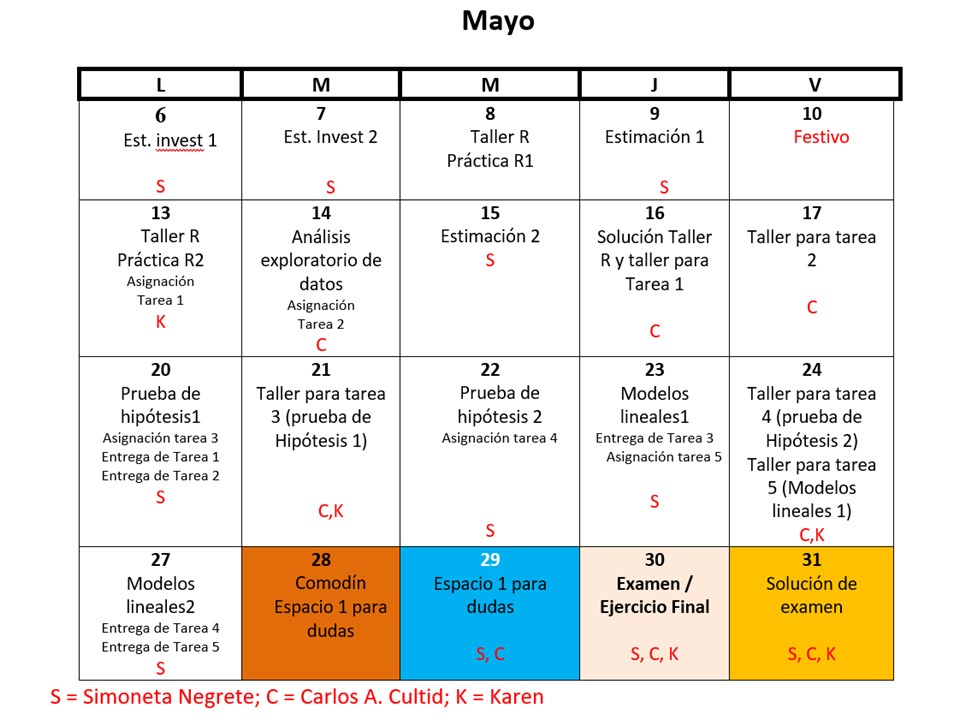 Mayo
L M M J V
6
Est. invest 1
S
7
Est. Invest 2
S
8
Taller R
Práctica R1
9
Estimación 1
S
10
Festivo
13
Taller R
Práctica R2
Asignación
Tarea 1
K
14
Análisis
exploratorio de
datos
Asignación
Tarea 2
C
15
Estimación 2
S
16
Solución Taller
R y taller para
Tarea 1
C
17
Taller para tarea
2
C
20
Prueba de
hipótesis1
Asignación tarea 3
Entrega de Tarea 1
Entrega de Tarea 2
S
21
Taller para tarea
3 (prueba de
Hipótesis 1)
C,K
22
Prueba de
hipótesis 2
Asignación tarea 4
S
23
Modelos
lineales1
Entrega de Tarea 3
Asignación tarea 5
S
24
Taller para tarea
4 (prueba de
Hipótesis 2)
Taller para tarea
5 (Modelos
lineales 1)
C,K
27
Modelos
lineales2
Entrega de Tarea 4
Entrega de Tarea 5
S
28
Comodín
Espacio 1 para
dudas
29
Espacio 1 para
dudas
S, C
30
Examen /
Ejercicio Final
S, C, K
31
Solución de
examen
S, C, K
S = Simoneta Negrete; C = Carlos A. Cultid; K = Karen